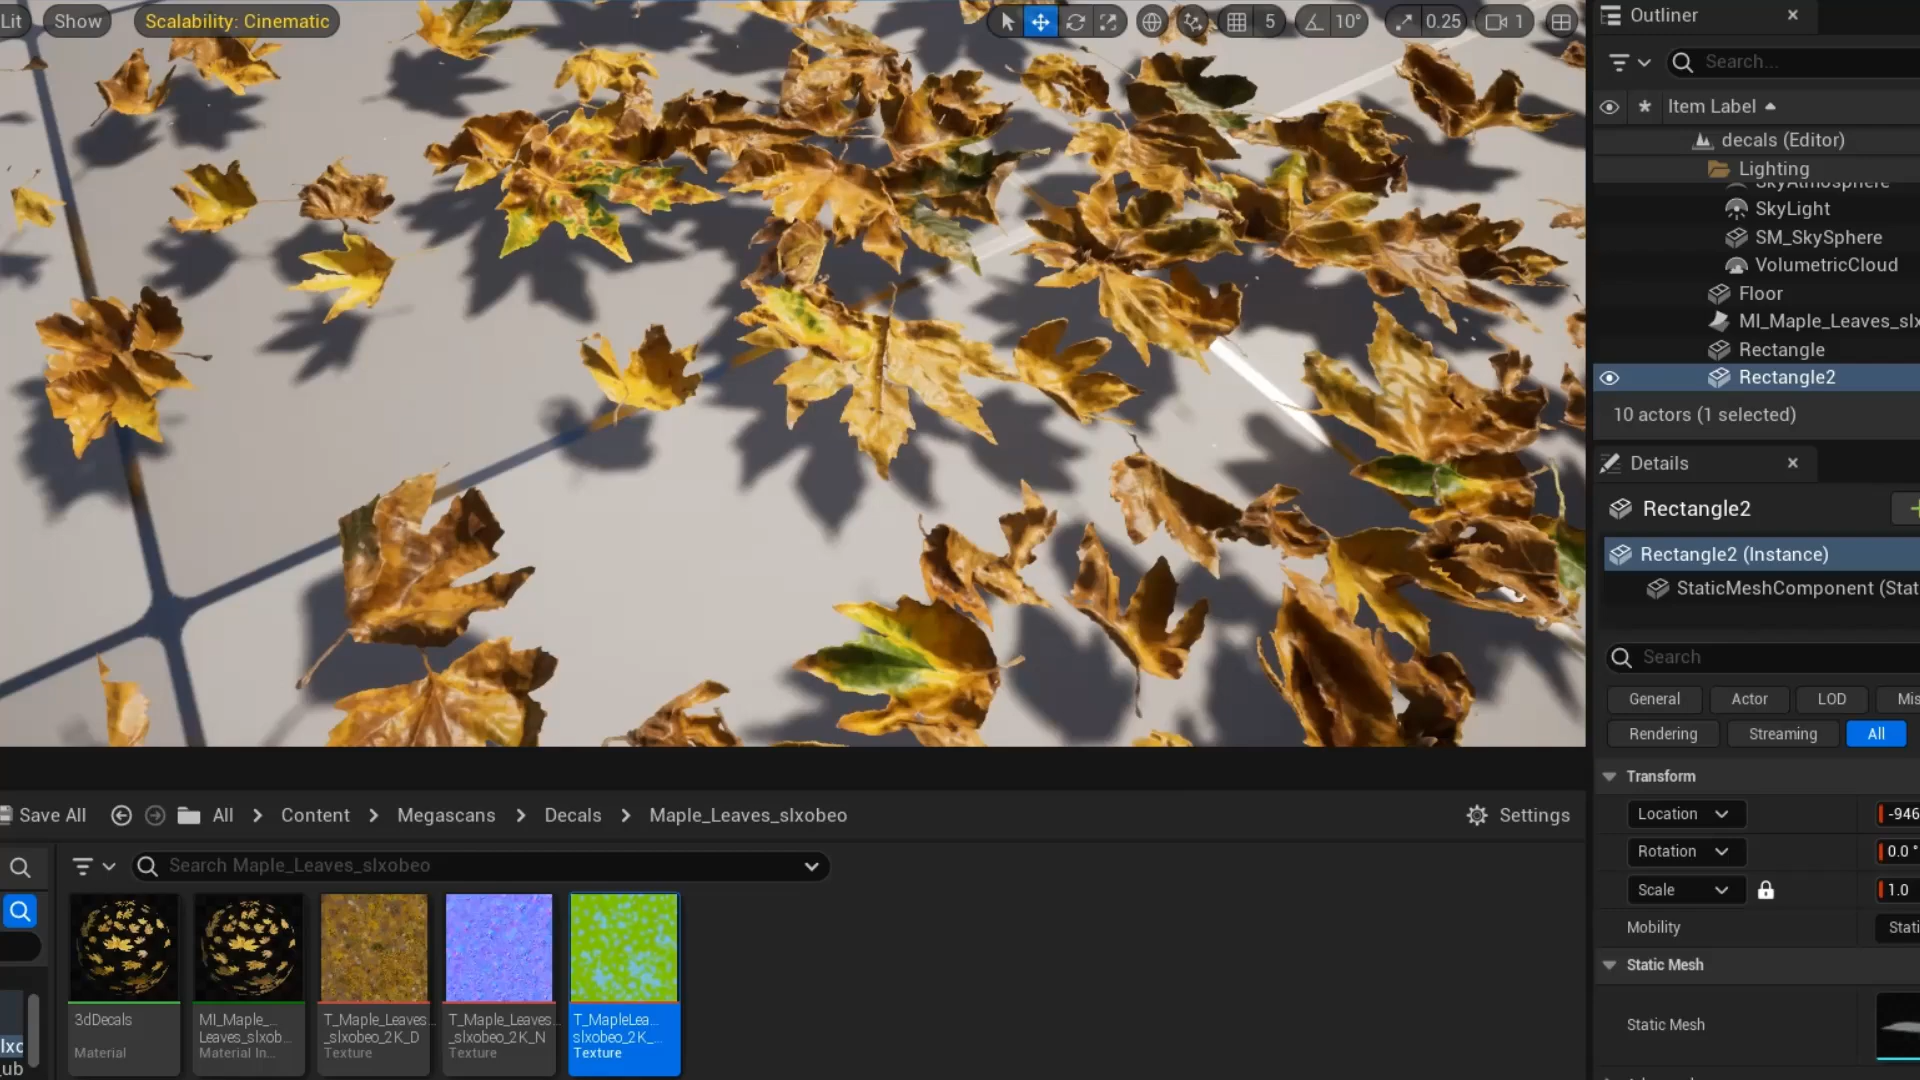 Lit
Show
Scalability: Cinematic
5
10°
0.25
1
Outliner
Search...
Item Label
decals (Editor)
Lighting
SkyAtmosphere
SkyLight
SM_SkySphere
VolumetricCloud
Floor
MI_Maple_Leaves_slx
Rectangle
Rectangle2
10 actors (1 selected)
Details
Rectangle2
Rectangle2 (Instance)
StaticMeshComponent (Stat
Search
General
Actor
LOD
Mis
Rendering
Streaming
All
Transform
Location
-946
Rotation
0.0 °
Scale
1.0
Mobility
Stati
Static Mesh
Static Mesh
Save All
All
Content
Megascans
Decals
Maple_Leaves_slxobeo
Settings
Search Maple_Leaves_slxobeo
3dDecals
Material
MI_Maple_...
Leaves_slxob...
Material In...
T_Maple_Leaves...
_slxobeo_2K_D
Texture
T_Maple_Leaves...
_slxobeo_2K_N
Texture
T_MapleLea...
slxobeo_2K_...
Texture
slxo
_ub